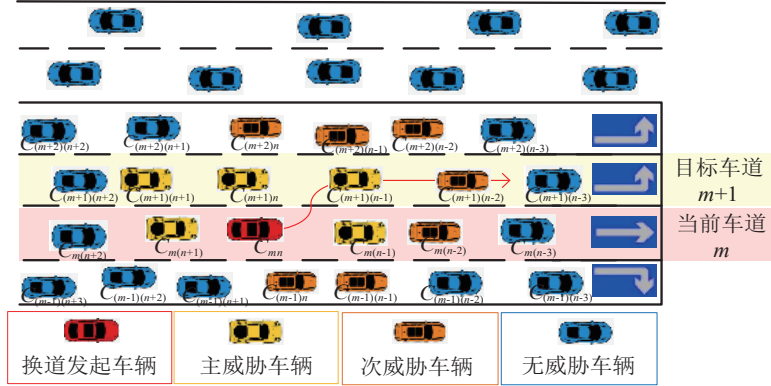 C(m+2)(n+2) C(m+2)(n+1) C(m+2)n C(m+2)(n-1) C(m+2)(n-2) C(m+2)(n-3)
目标车道
C(m+1)(n+2) C(m+1)(n+1) C(m+1)n C(m+1)(n-1) C(m+1)(n-2) C(m+1)(n-3)
m+1
当前车道
Cm(n+2) Cm(n+1) Cmn Cm(n-1) Cm(n-2) Cm(n-3)
m
C(m-1)(n+3) C(m-1)(n+2) C(m-1)(n+1) C(m-1)n C(m-1)(n-1) C(m-1)(n-2) C(m-1)(n-3)
换道发起车辆 主威胁车辆 次威胁车辆 无威胁车辆